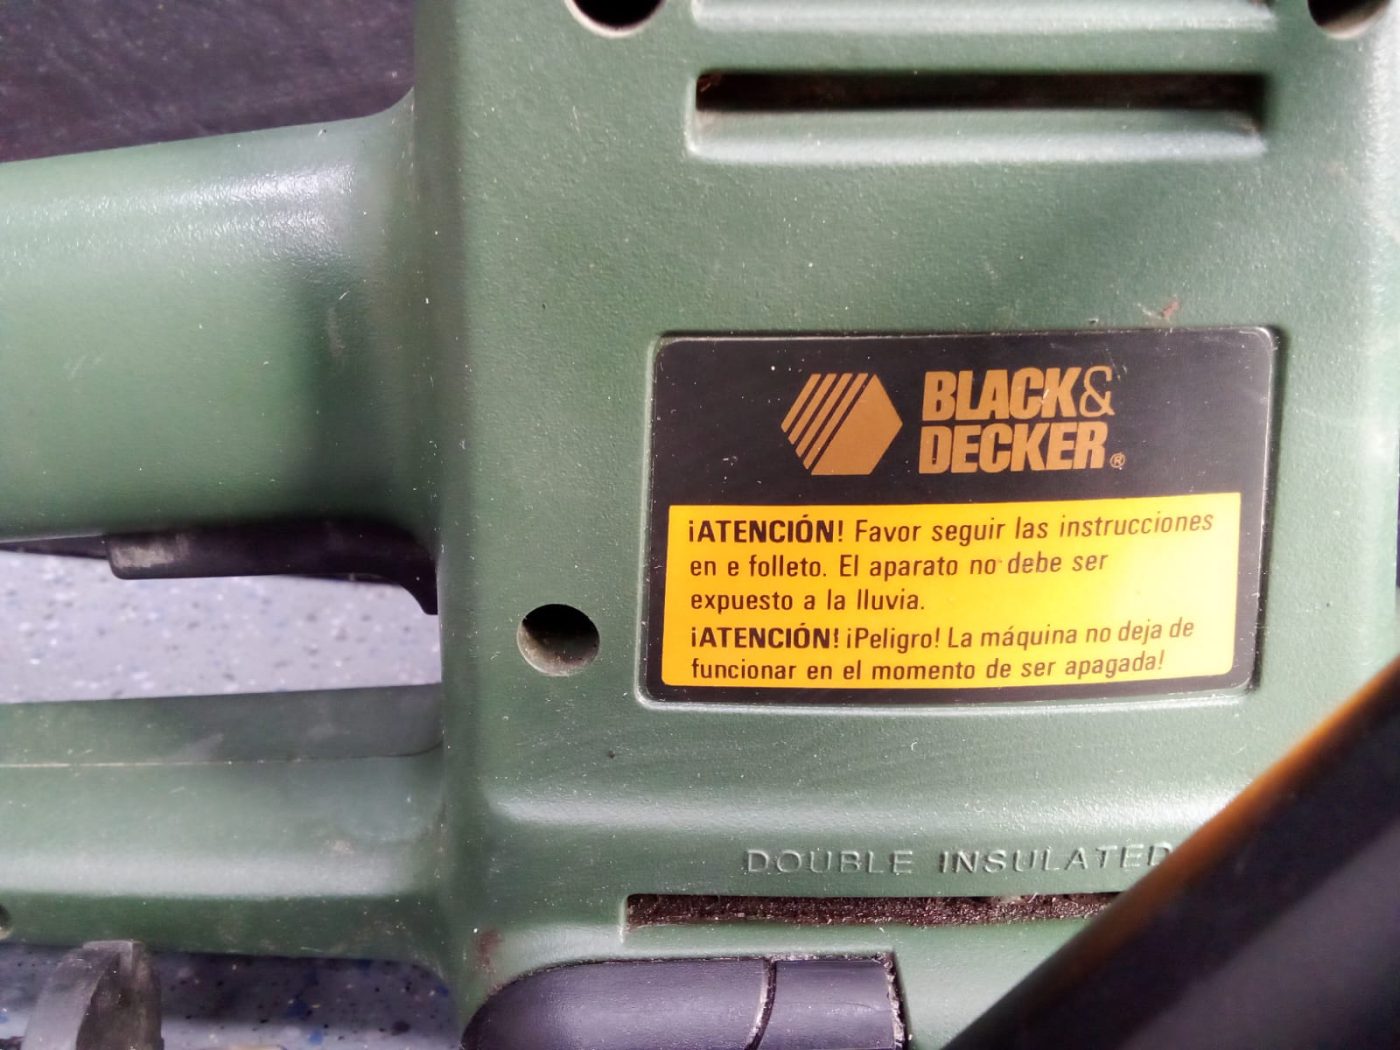 BLACK&
DECKER®
¡ATENCIÓN! Favor seguir las instrucciones
en e folleto. El aparato no debe ser
expuesto a la lluvia.
¡ATENCIÓN! ¡Peligro! La máquina no deja de
funcionar en el momento de ser apagada!
DOUBLE INSULATED